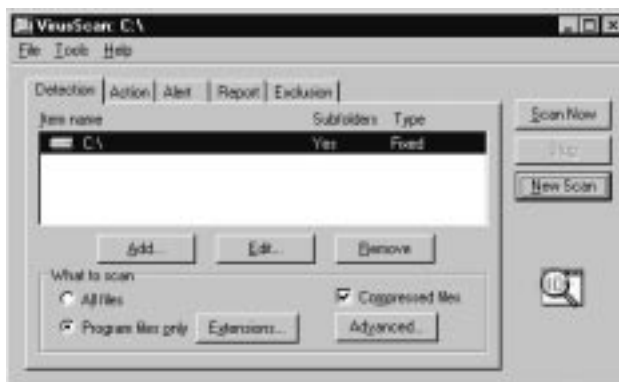 VirusScan: C:\
File Tools Help
Detection Action Alert Report Exclusion
Item name Subfolders Type
C:\ Yes Fixed
Scan Now
Stop
New Scan
Add... Edit... Remove
What to scan
All files
Compressed files
Program files only Extensions... Advanced...